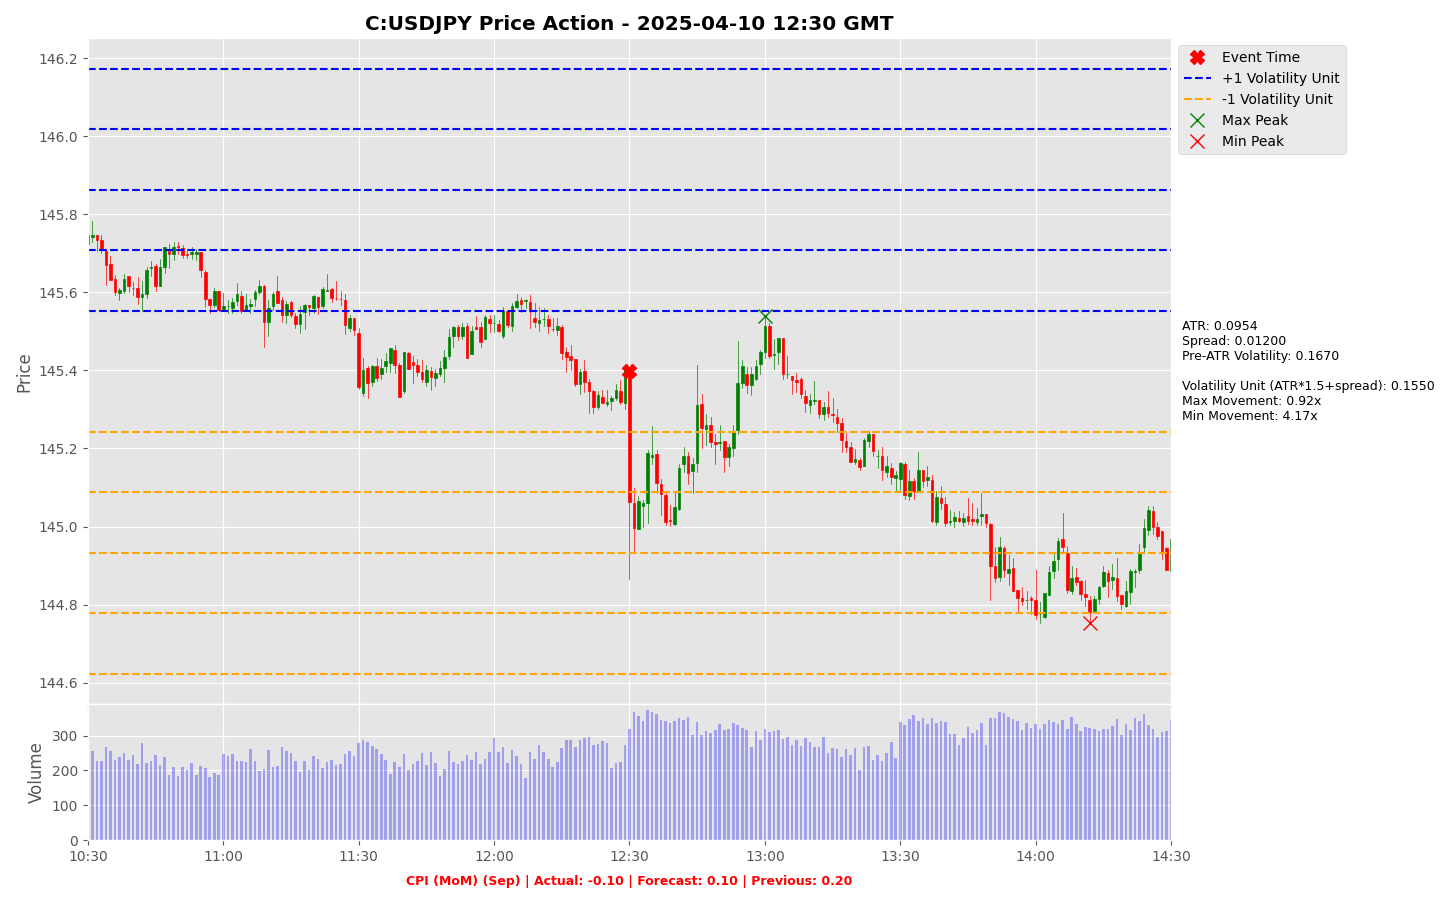 C:USDJPY Price Action - 2025-04-10 12:30 GMT
Event Time
+1 Volatility Unit
-1 Volatility Unit
Max Peak
Min Peak
Price
146.2
146.0
145.8
145.6
145.4
145.2
145.0
144.8
144.6
ATR: 0.0954
Spread: 0.01200
Pre-ATR Volatility: 0.1670
Volatility Unit (ATR*1.5+spread): 0.1550
Max Movement: 0.92x
Min Movement: 4.17x
Volume
300
200
100
0
10:30 11:00 11:30 12:00 12:30 13:00 13:30 14:00 14:30
CPI (MoM) (Sep) | Actual: -0.10 | Forecast: 0.10 | Previous: 0.20